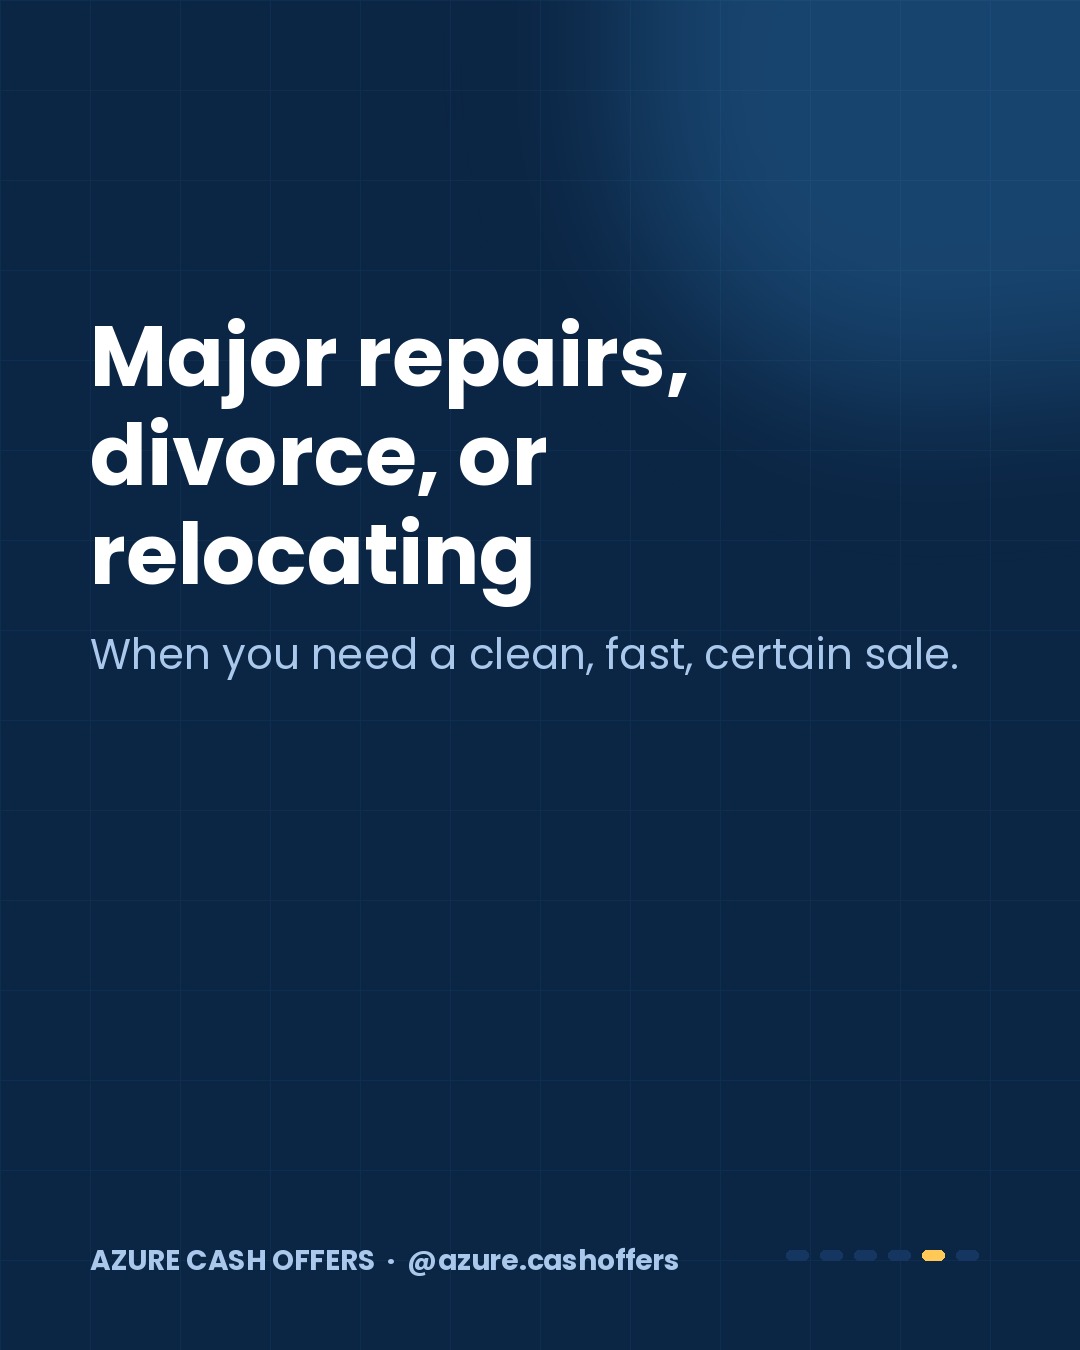 Major repairs,
divorce, or
relocating
When you need a clean, fast, certain sale.
AZURE CASH OFFERS · @azure.cashoffers